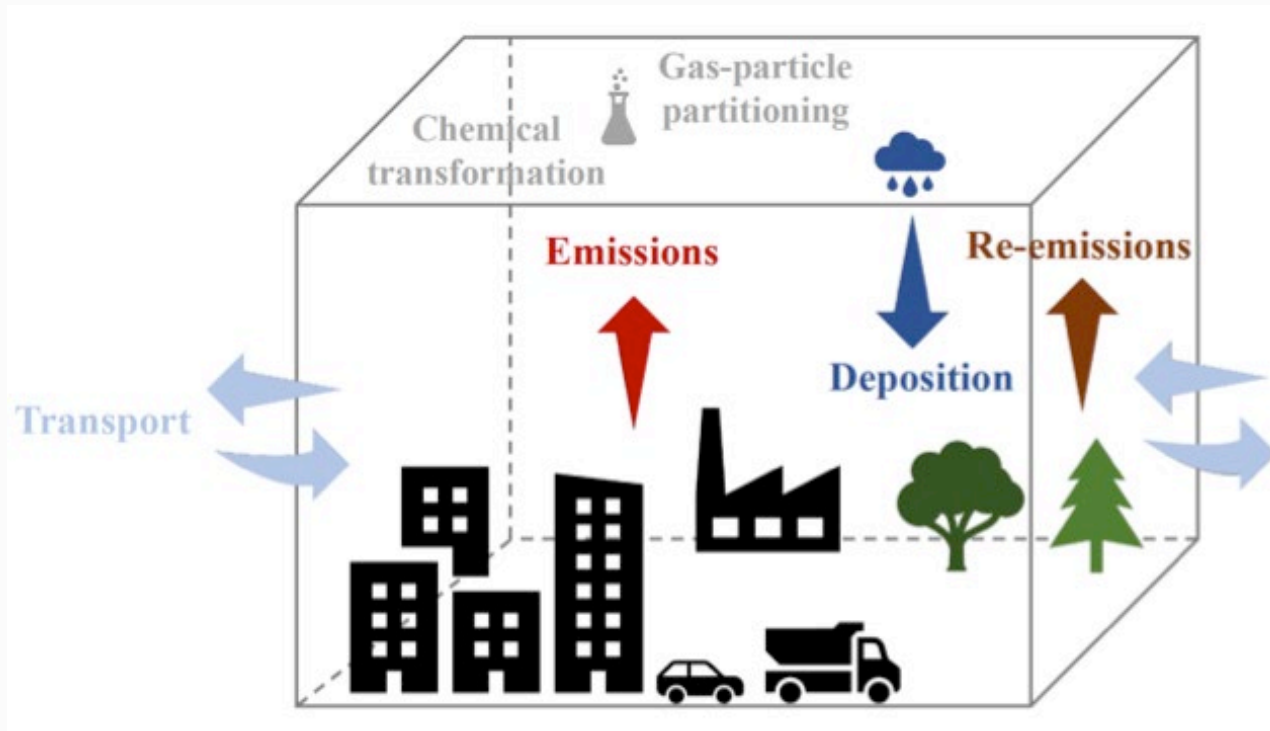 Gas-particle
partitioning
Chemical
transformation
Emissions
Re-emissions
Deposition
Transport